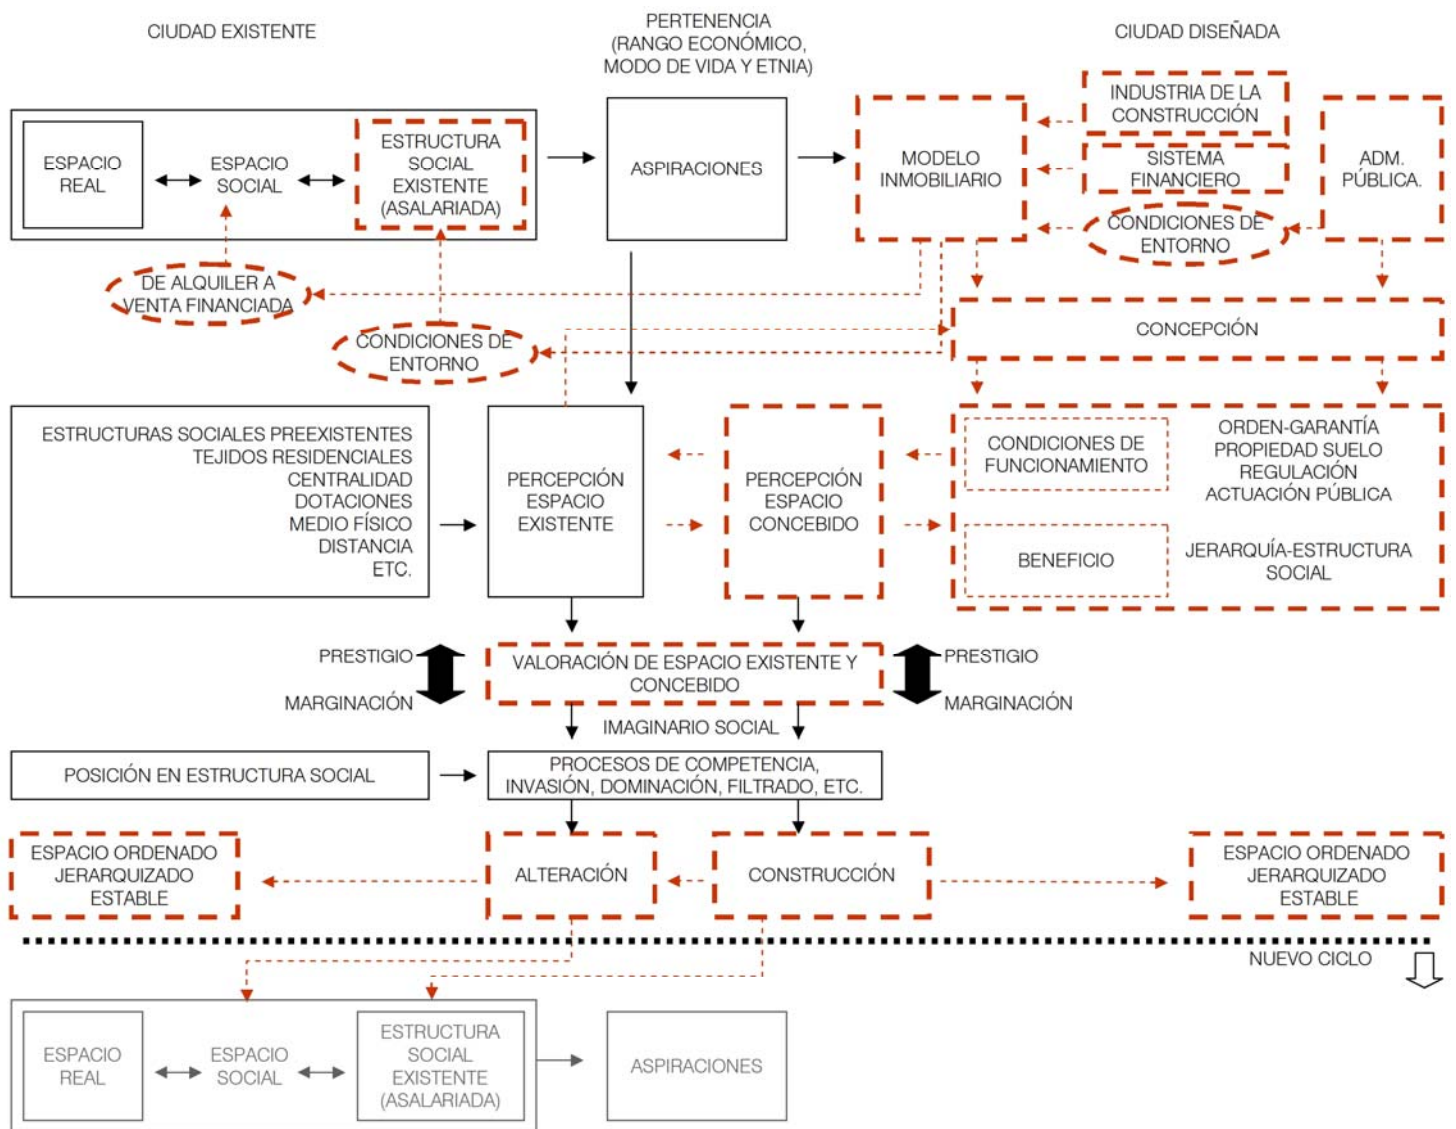 CIUDAD EXISTENTE
PERTENENCIA
(RANGO ECONÓMICO,
MODO DE VIDA Y ETNIA)
CIUDAD DISEÑADA
ESPACIO
REAL
ESPACIO
SOCIAL
ESTRUCTURA
SOCIAL
EXISTENTE
(ASALARIADA)
ASPIRACIONES
MODELO
INMOBILIARIO
INDUSTRIA DE LA
CONSTRUCCIÓN
SISTEMA
FINANCIERO
CONDICIONES DE
ENTORNO
ADM.
PÚBLICA.
DE ALQUILER A
VENTA FINANCIADA
CONDICIONES DE
ENTORNO
CONCEPCIÓN
ESTRUCTURAS SOCIALES PREEXISTENTES
TEJIDOS RESIDENCIALES
CENTRALIDAD
DOTACIONES
MEDIO FÍSICO
DISTANCIA
ETC.
PERCEPCIÓN
ESPACIO
EXISTENTE
PERCEPCIÓN
ESPACIO
CONCEBIDO
CONDICIONES DE
FUNCIONAMIENTO
ORDEN-GARANTÍA
PROPIEDAD SUELO
REGULACIÓN
ACTUACIÓN PÚBLICA
BENEFICIO
JERARQUÍA-ESTRUCTURA
SOCIAL
PRESTIGIO
MARGINACIÓN
VALORACIÓN DE ESPACIO EXISTENTE Y
CONCEBIDO
PRESTIGIO
MARGINACIÓN
IMAGINARIO SOCIAL
POSICIÓN EN ESTRUCTURA SOCIAL
PROCESOS DE COMPETENCIA,
INVASIÓN, DOMINACIÓN, FILTRADO, ETC.
ESPACIO ORDENADO
JERARQUIZADO
ESTABLE
ALTERACIÓN
CONSTRUCCIÓN
ESPACIO ORDENADO
JERARQUIZADO
ESTABLE
NUEVO CICLO
ESPACIO
REAL
ESPACIO
SOCIAL
ESTRUCTURA
SOCIAL
EXISTENTE
(ASALARIADA)
ASPIRACIONES